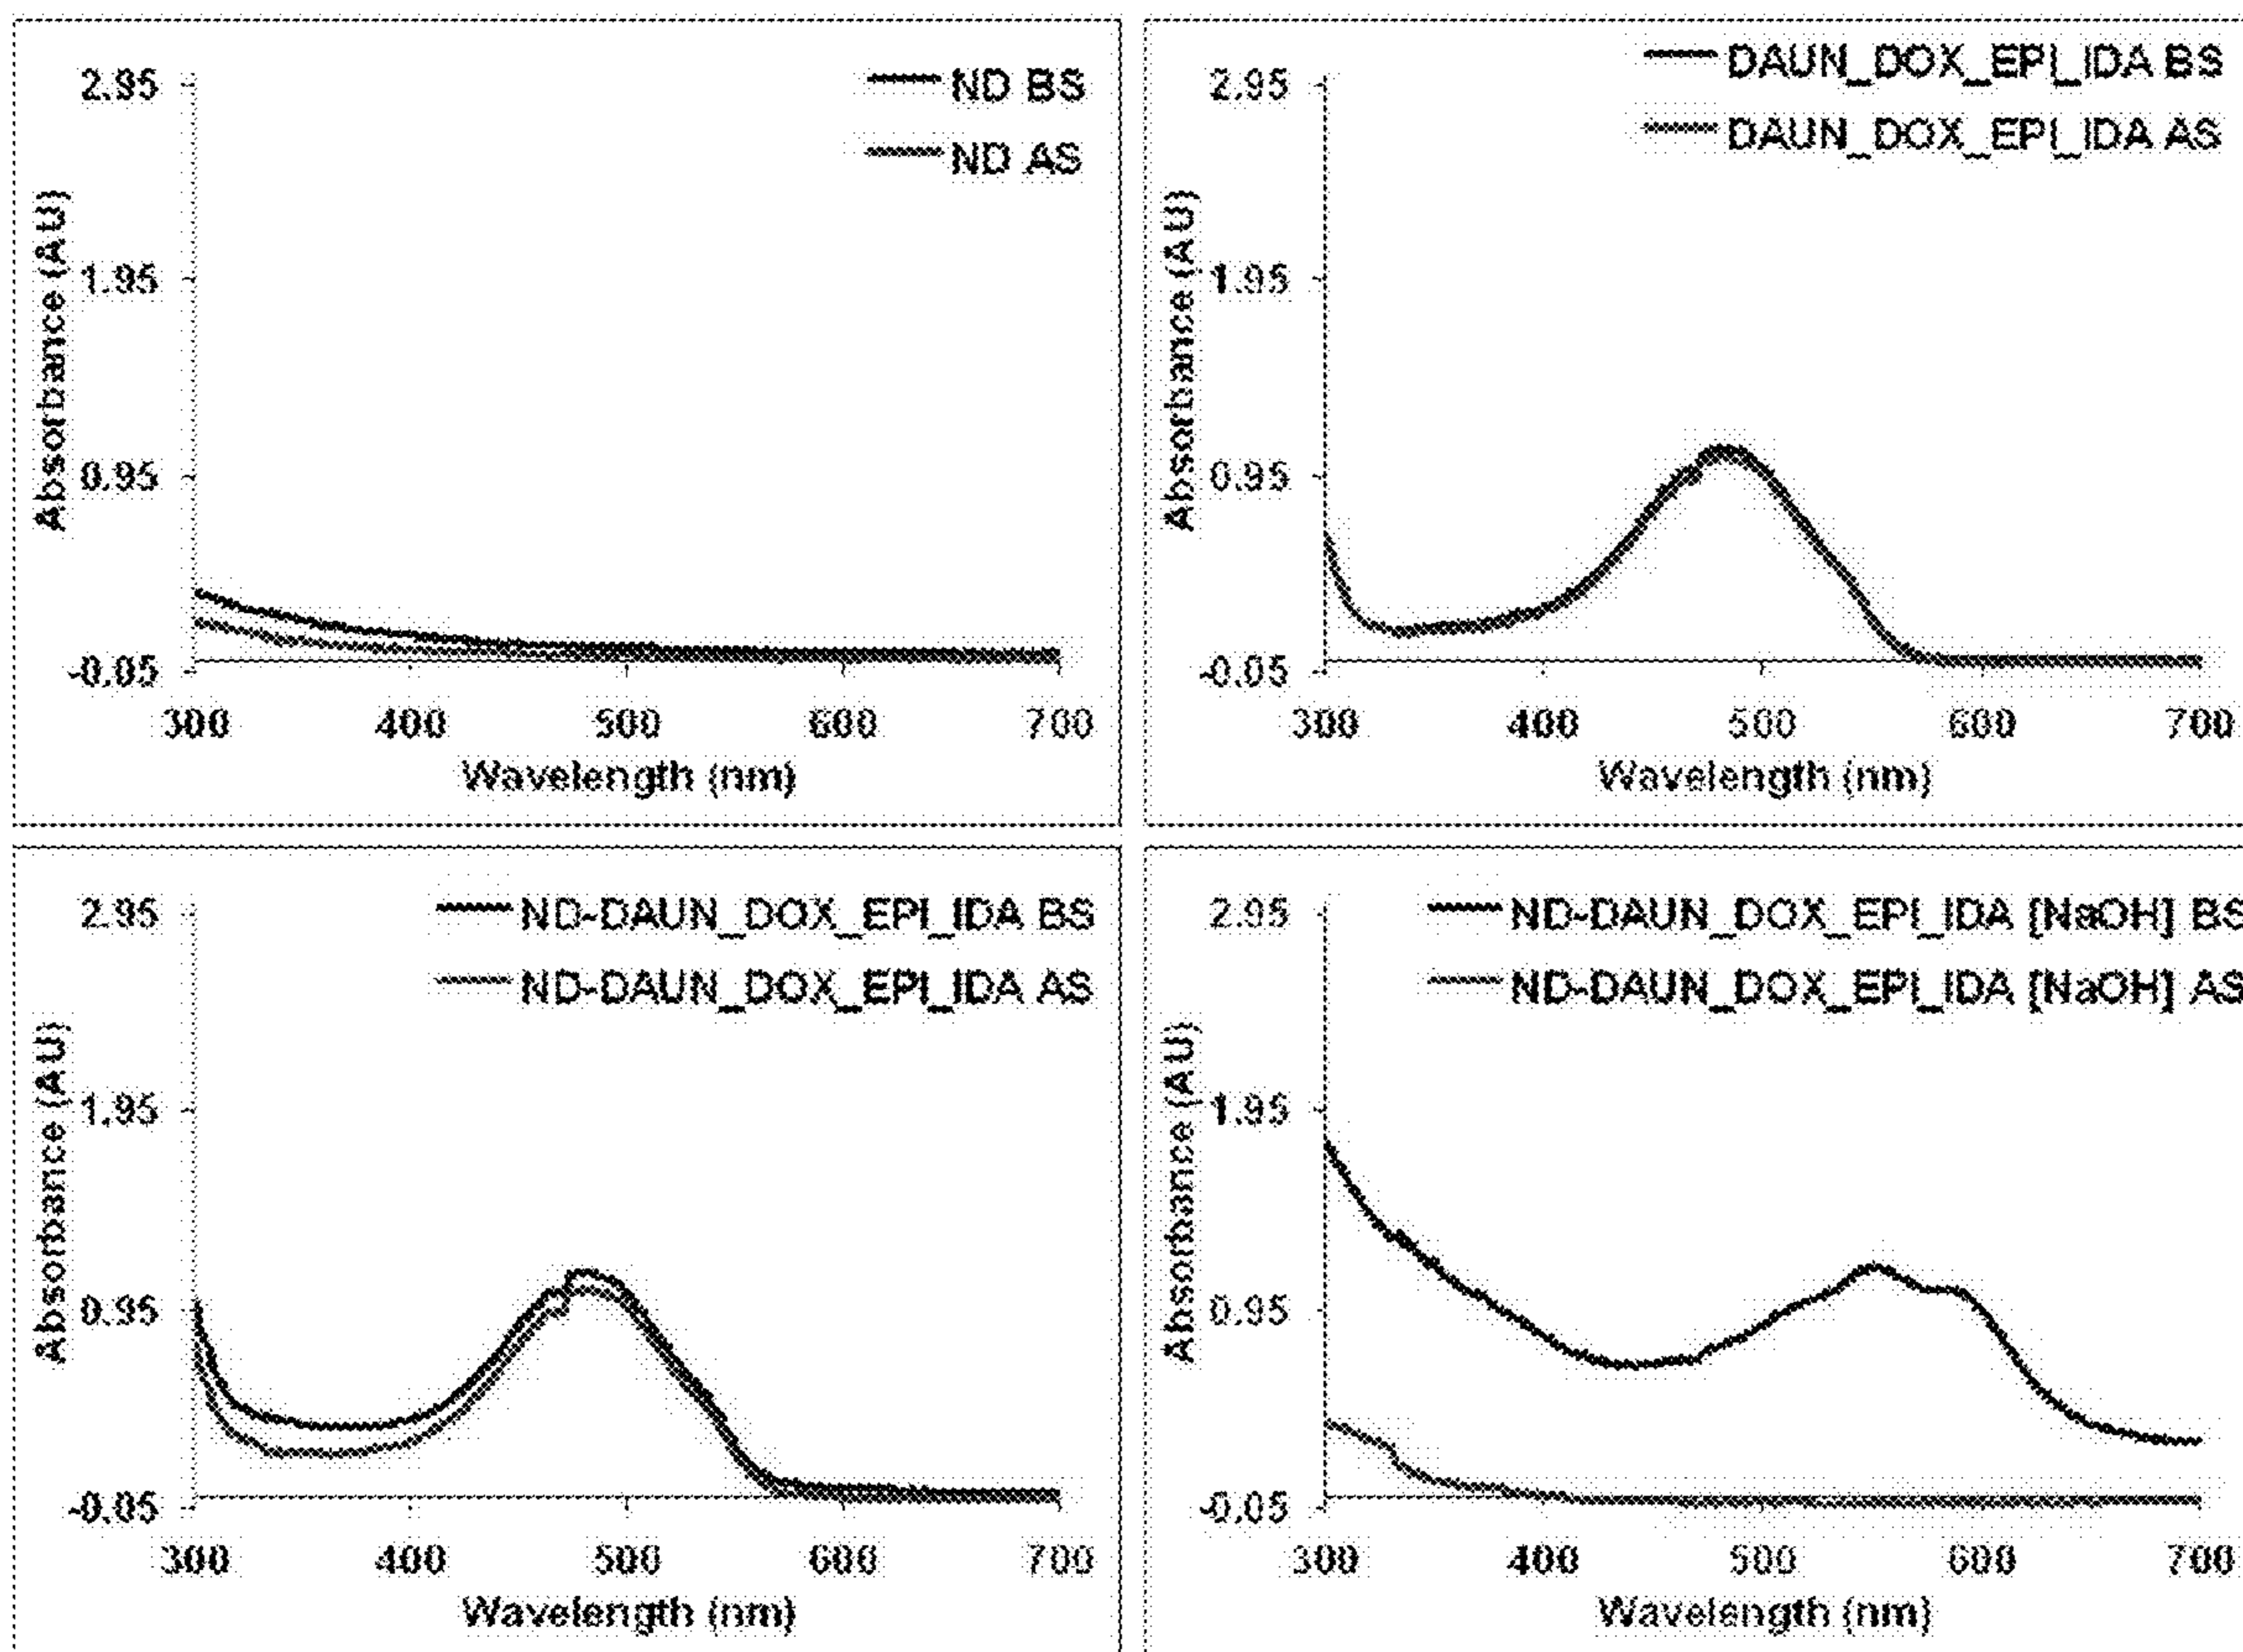 ND BS
ND AS
2.95
1.95
0.95
-0.05
Absorbance (AU)
300 400 500 600 700
Wavelength (nm)
DAUN_DOX_EPI_IDA BS
DAUN_DOX_EPI_IDA AS
2.95
1.95
0.95
-0.05
Absorbance (AU)
300 400 500 600 700
Wavelength (nm)
ND-DAUN_DOX_EPI_IDA BS
ND-DAUN_DOX_EPI_IDA AS
2.95
1.95
0.95
-0.05
Absorbance (AU)
300 400 500 600 700
Wavelength (nm)
ND-DAUN_DOX_EPI_IDA [NaOH] BS
ND-DAUN_DOX_EPI_IDA [NaOH] AS
2.95
1.95
0.95
-0.05
Absorbance (AU)
300 400 500 600 700
Wavelength (nm)